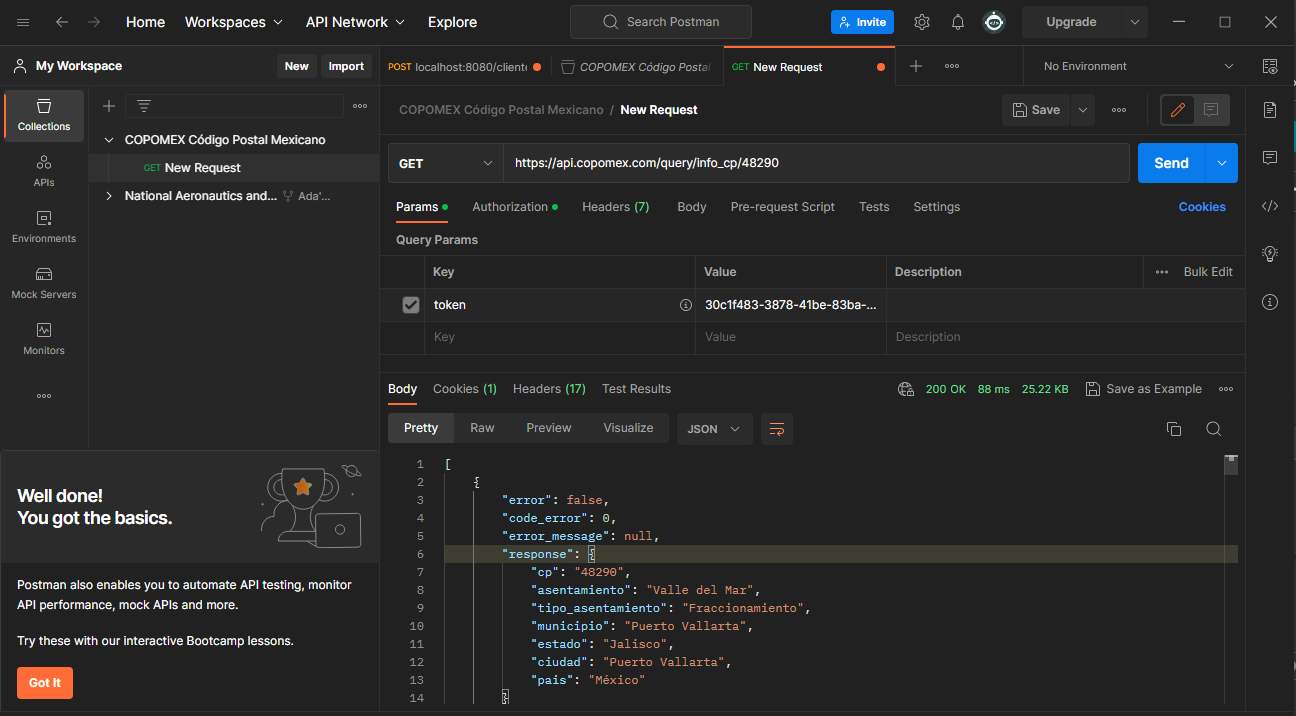 Home Workspaces API Network Explore Search Postman Invite Upgrade
My Workspace New Import
POST localhost:8080/cliente COPOMEX Código Postal GET New Request No Environment
Collections
APIs
Environments
Mock Servers
Monitors
COPOMEX Código Postal Mexicano
GET New Request
National Aeronautics and... Ada'...
COPOMEX Código Postal Mexicano / New Request Save
GET https://api.copomex.com/query/info_cp/48290 Send
Params Authorization Headers (7) Body Pre-request Script Tests Settings Cookies
Query Params
Key Value Description Bulk Edit
token 30c1f483-3878-41be-83ba-...
Key Value Description
Body Cookies (1) Headers (17) Test Results 200 OK 88 ms 25.22 KB Save as Example
Pretty Raw Preview Visualize JSON
1 [
2 {
3 "error": false,
4 "code_error": 0,
5 "error_message": null,
6 "response": {
7 "cp": "48290",
8 "asentamiento": "Valle del Mar",
9 "tipo_asentamiento": "Fraccionamiento",
10 "municipio": "Puerto Vallarta",
11 "estado": "Jalisco",
12 "ciudad": "Puerto Vallarta",
13 "pais": "México"
14 }
Well done!
You got the basics.
Postman also enables you to automate API testing, monitor
API performance, mock APIs and more.
Try these with our interactive Bootcamp lessons.
Got It